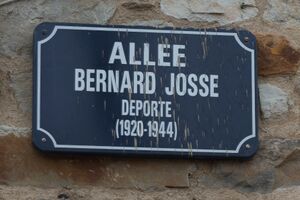 ALLEE
BERNARD JOSSE
DEPORTE
(1920-1944)